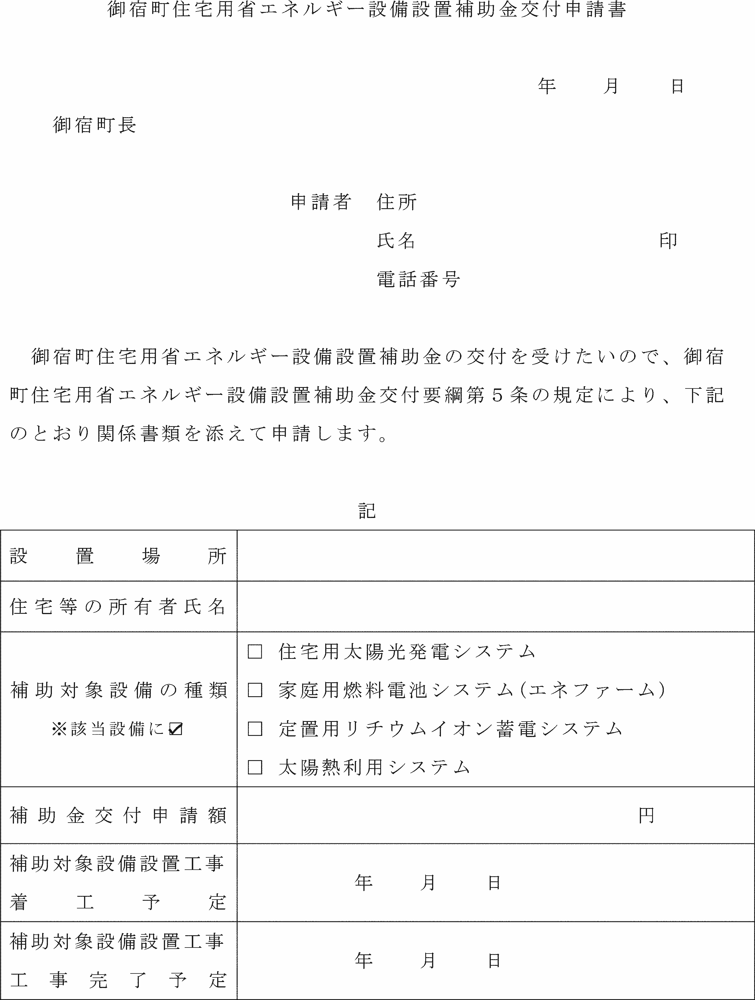 御宿町住宅用省エネルギー設備設置補助金交付申請書
年　　月　　日
御宿町長
申請者　住所
氏名　　　　　　　　　　　印
電話番号
御宿町住宅用省エネルギー設備設置補助金の交付を受けたいので、御宿
町住宅用省エネルギー設備設置補助金交付要綱第５条の規定により、下記
のとおり関係書類を添えて申請します。
記
設置場所
住宅等の所有者氏名
補助対象設備の種類
※該当設備に☑
□ 住宅用太陽光発電システム
□ 家庭用燃料電池システム(エネファーム)
□ 定置用リチウムイオン蓄電システム
□ 太陽熱利用システム
補助金交付申請額
円
補助対象設備設置工事
着工予定
年　　月　　日
補助対象設備設置工事
工事完了予定
年　　月　　日